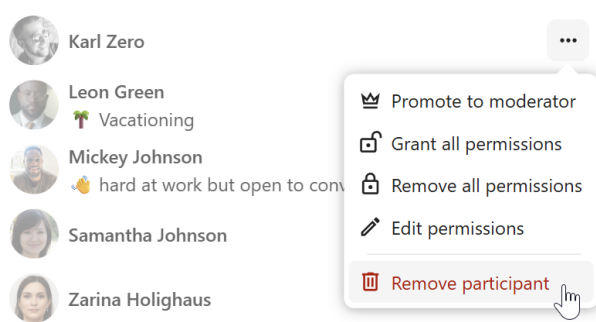 Karl Zero
Leon Green
🌴 Vacationing
Mickey Johnson
👋 hard at work but open to conv
Samantha Johnson
Zarina Holighaus
Promote to moderator
Grant all permissions
Remove all permissions
Edit permissions
Remove participant